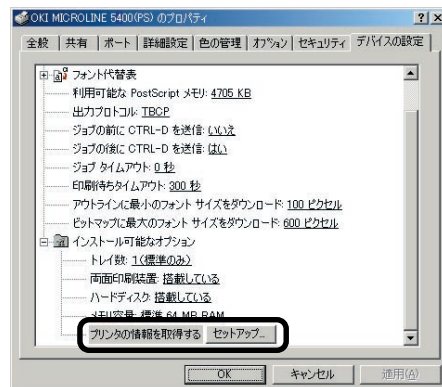 OKI MICROLINE 5400(PS) のプロパティ
全般 共有 ポート 詳細設定 色の管理 オプション セキュリティ デバイスの設定
フォント代替表
利用可能な PostScript メモリ: 4705 KB
出力プロトコル: TBCP
ジョブの前に CTRL-D を送信: いいえ
ジョブの後に CTRL-D を送信: はい
ジョブ タイムアウト: 0 秒
印刷待ちタイムアウト: 300 秒
アウトラインに最小のフォント サイズをダウンロード: 100 ピクセル
ビットマップに最大のフォント サイズをダウンロード: 600 ピクセル
インストール可能なオプション
トレイ数: 1(標準のみ)
両面印刷装置: 搭載している
ハードディスク: 搭載している
メモリ容量: 標準 64 MB RAM
プリンタの情報を取得する セットアップ...
OK キャンセル 適用(A)